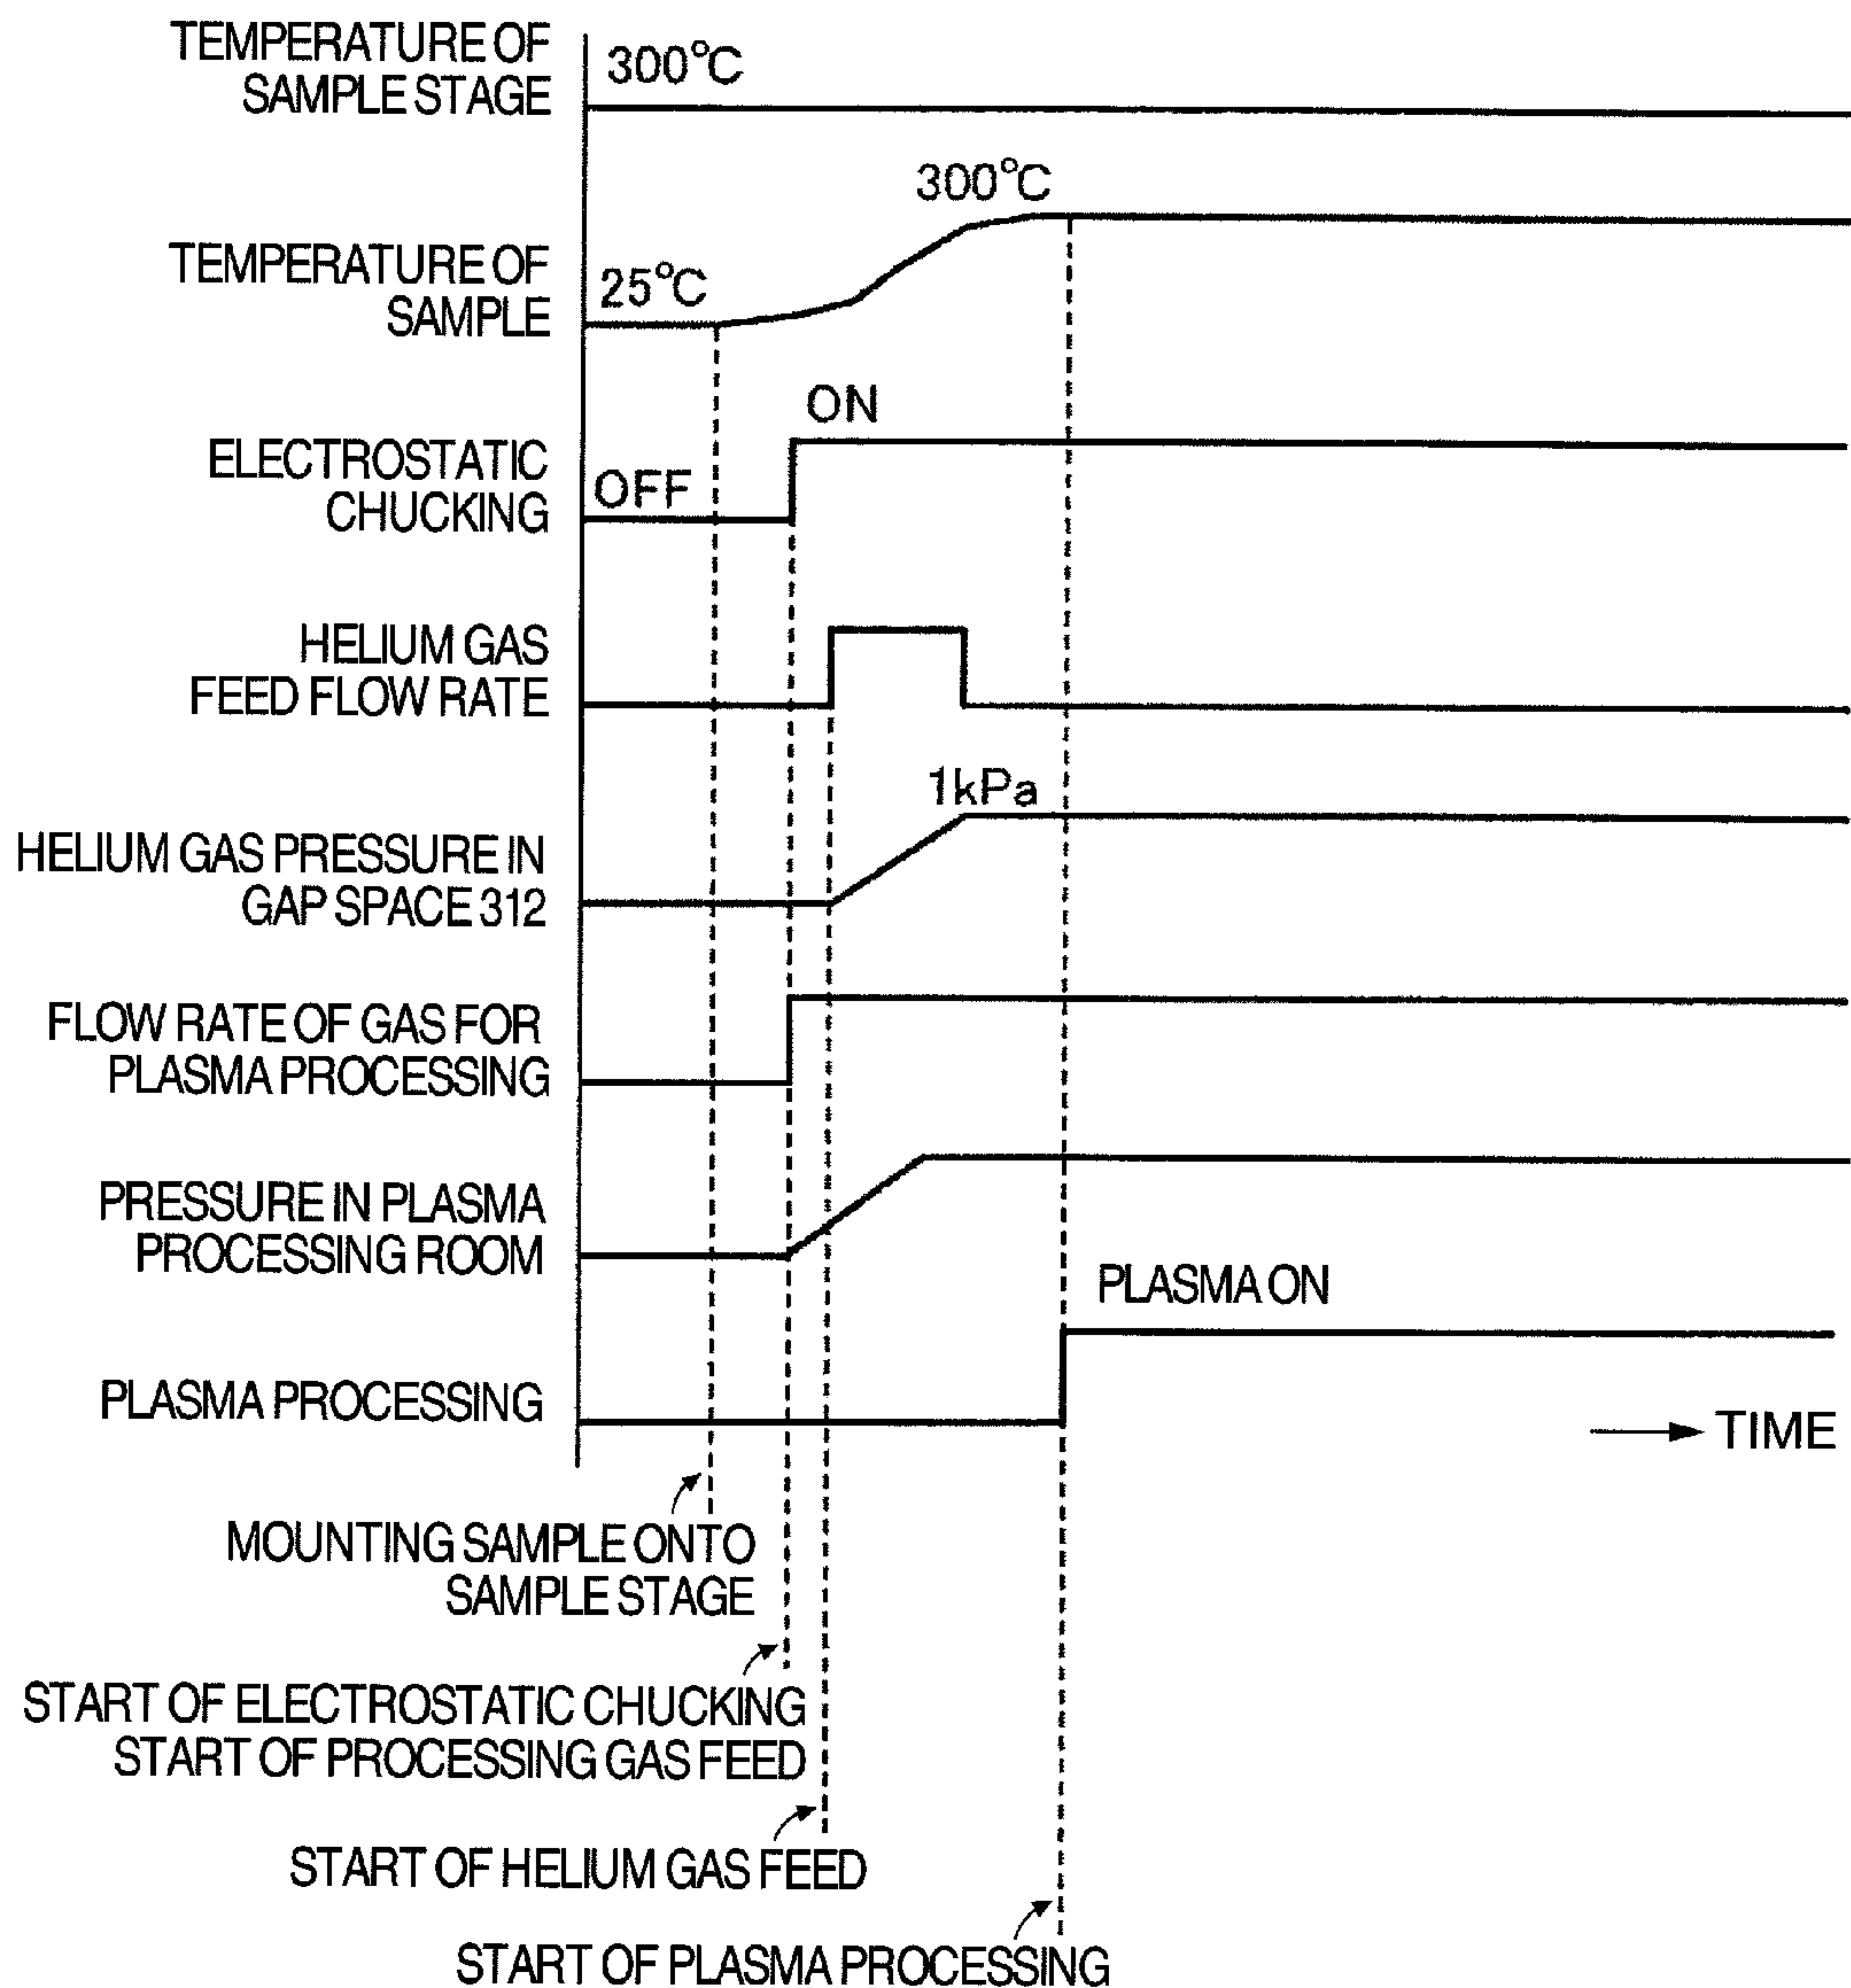 TEMPERATURE OF
SAMPLE STAGE
300°C
300°C
TEMPERATURE OF
SAMPLE
25°C
ON
ELECTROSTATIC
CHUCKING
OFF
HELIUM GAS
FEED FLOW RATE
1kPa
HELIUM GAS PRESSURE IN
GAP SPACE 312
FLOW RATE OF GAS FOR
PLASMA PROCESSING
PRESSURE IN PLASMA
PROCESSING ROOM
PLASMA ON
PLASMA PROCESSING
TIME
MOUNTING SAMPLE ONTO
SAMPLE STAGE
START OF ELECTROSTATIC CHUCKING
START OF PROCESSING GAS FEED
START OF HELIUM GAS FEED
START OF PLASMA PROCESSING